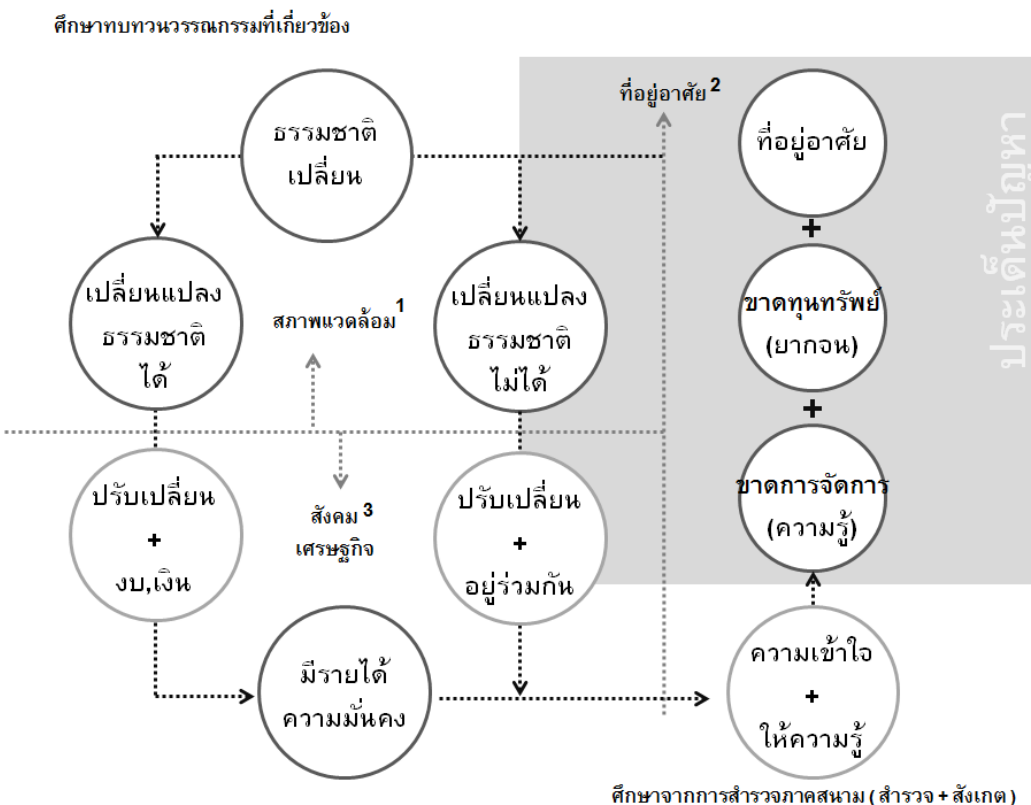 ศึกษาทบทวนวรรณกรรมที่เกี่ยวข้อง
ธรรมชาติ
เปลี่ยน
ที่อยู่อาศัย 2
ที่อยู่อาศัย
ประเด็นปัญหา
+
เปลี่ยนแปลง
ธรรมชาติ
ได้
สภาพแวดล้อม 1
เปลี่ยนแปลง
ธรรมชาติ
ไม่ได้
ขาดทุนทรัพย์
(ยากจน)
+
ปรับเปลี่ยน
+
งบ,เงิน
สังคม 3
เศรษฐกิจ
ปรับเปลี่ยน
+
อยู่ร่วมกัน
ขาดการจัดการ
(ความรู้)
มีรายได้
ความมั่นคง
ความเข้าใจ
+
ให้ความรู้
ศึกษาจากการสำรวจภาคสนาม ( สำรวจ + สังเกต )